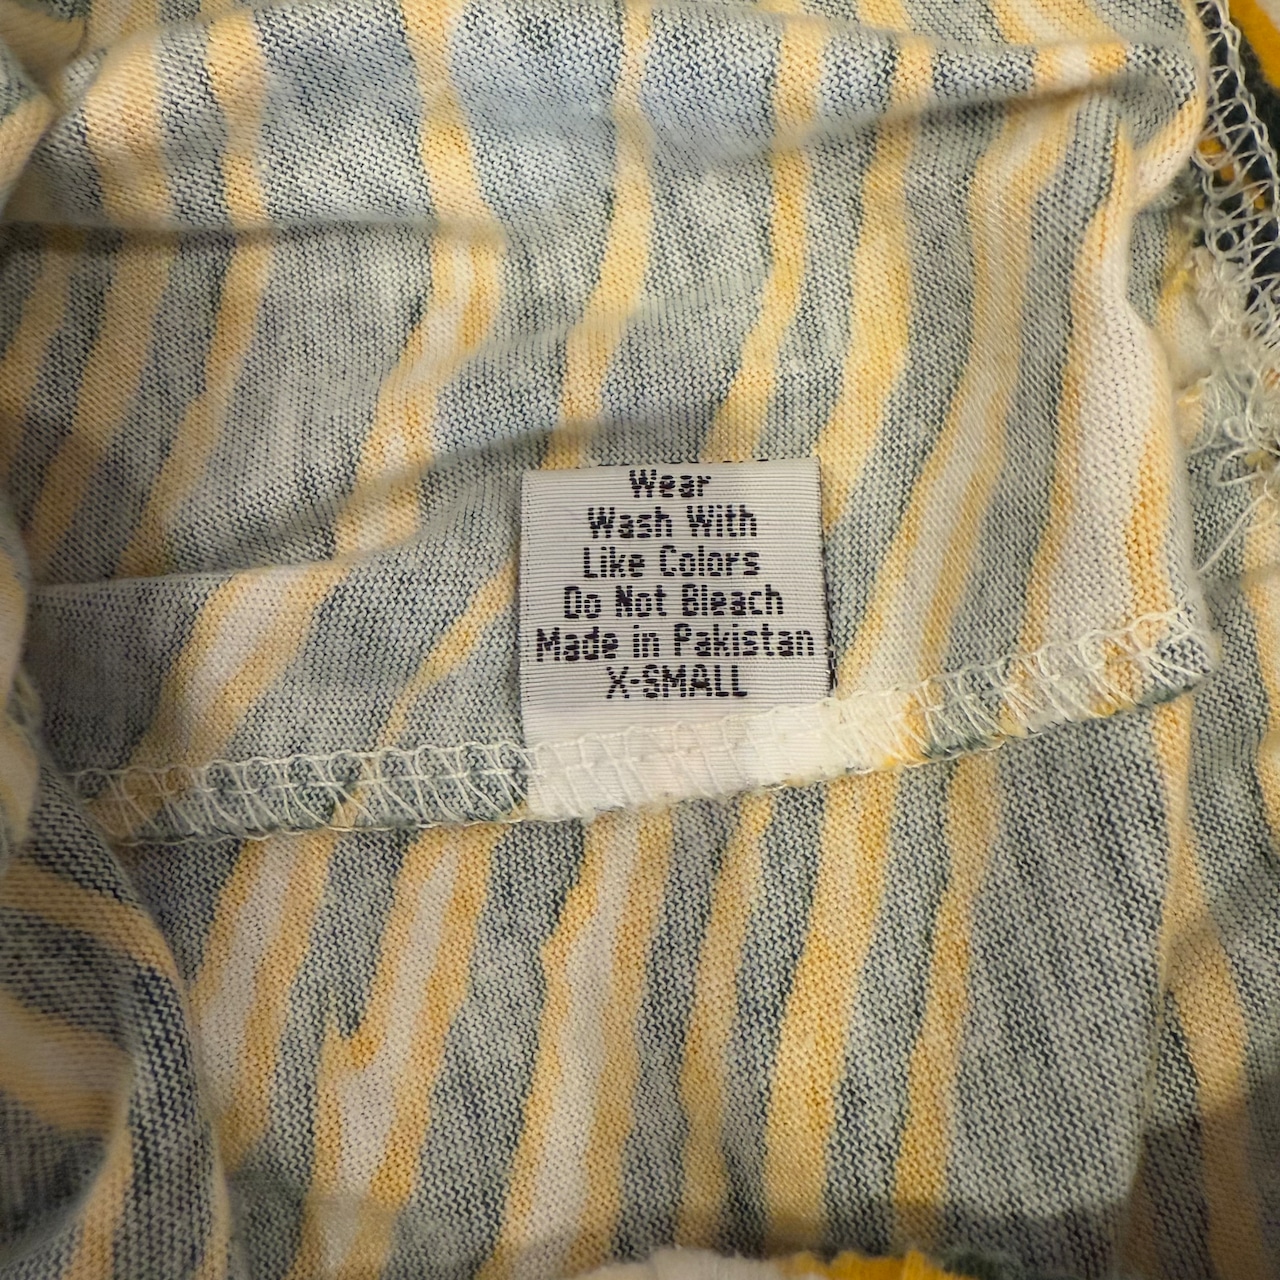 Wear
Wash With
Like Colors
Do Not Bleach
Made in Pakistan
X-SMALL